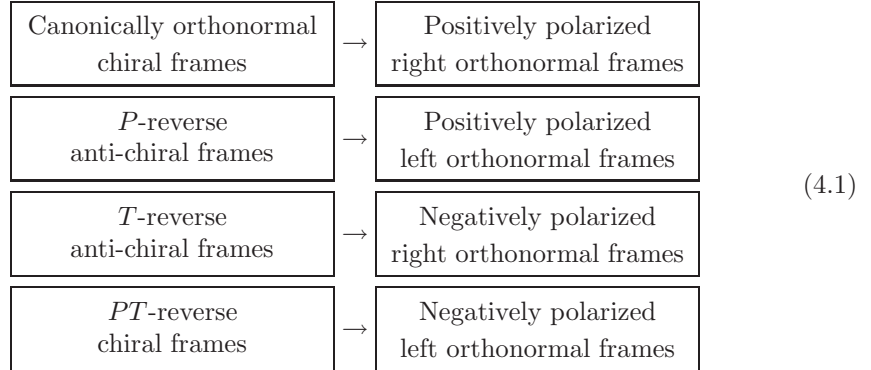 Canonically orthonormal
chiral frames
→
Positively polarized
right orthonormal frames
P-reverse
anti-chiral frames
→
Positively polarized
left orthonormal frames
(4.1)
T-reverse
anti-chiral frames
→
Negatively polarized
right orthonormal frames
PT-reverse
chiral frames
→
Negatively polarized
left orthonormal frames